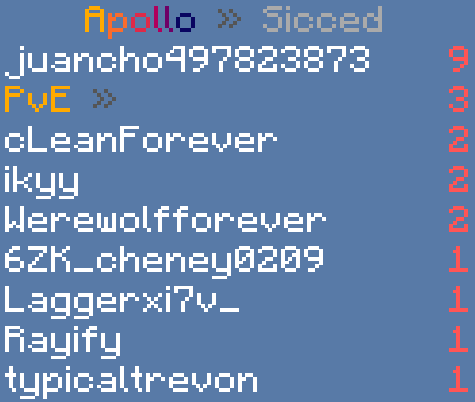 Apollo » Sicced
juancho497823873 9
PvE » 3
cLeanForever 2
ikyy 2
Werewolfforever 2
6ZK_cheney0209 1
Laggerxi7v_ 1
Rayify 1
typicaltrevon 1